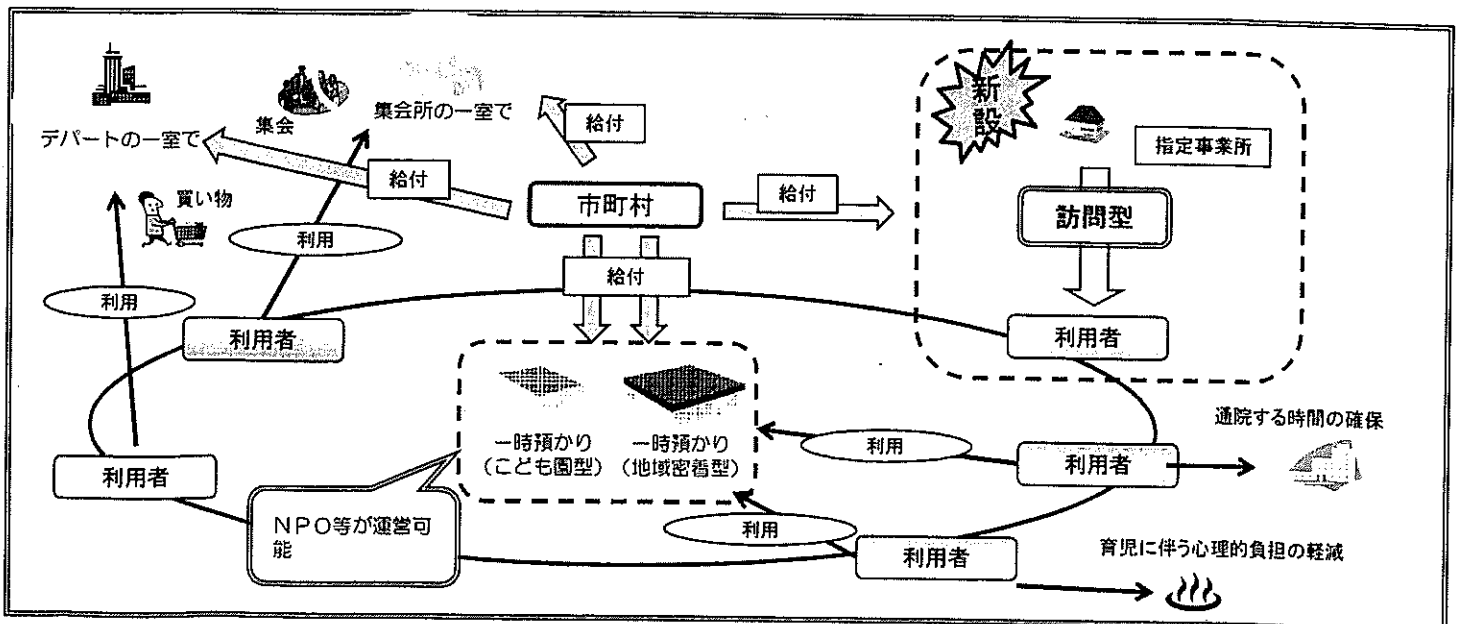 新
設
指定事業所
集会
集会所の一室で
給付
デパートの一室で
給付
給付
買い物
市町村
訪問型
利用
給付
利用
利用者
利用者
通院する時間の確保
一時預かり
（こども園型）
一時預かり
（地域密着型）
利用
利用者
利用者
ＮＰＯ等が運営可
能
利用
利用者
育児に伴う心理的負担の軽減